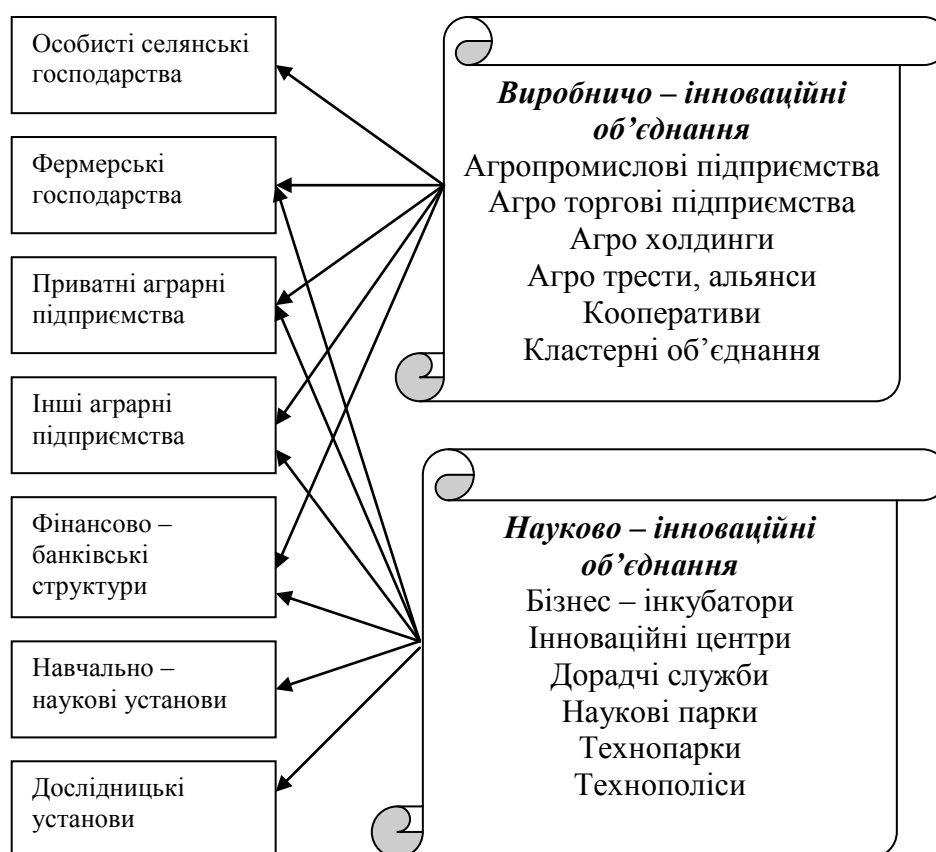 Особисті селянські
господарства
Фермерські
господарства
Приватні аграрні
підприємства
Інші аграрні
підприємства
Фінансово –
банківські
структури
Навчально –
наукові установи
Дослідницькі
установи
Виробничо – інноваційні
об’єднання
Агропромислові підприємства
Агро торгові підприємства
Агро холдинги
Агро трести, альянси
Кооперативи
Кластерні об’єднання
Науково – інноваційні
об’єднання
Бізнес – інкубатори
Інноваційні центри
Дорадчі служби
Наукові парки
Технопарки
Технополіси